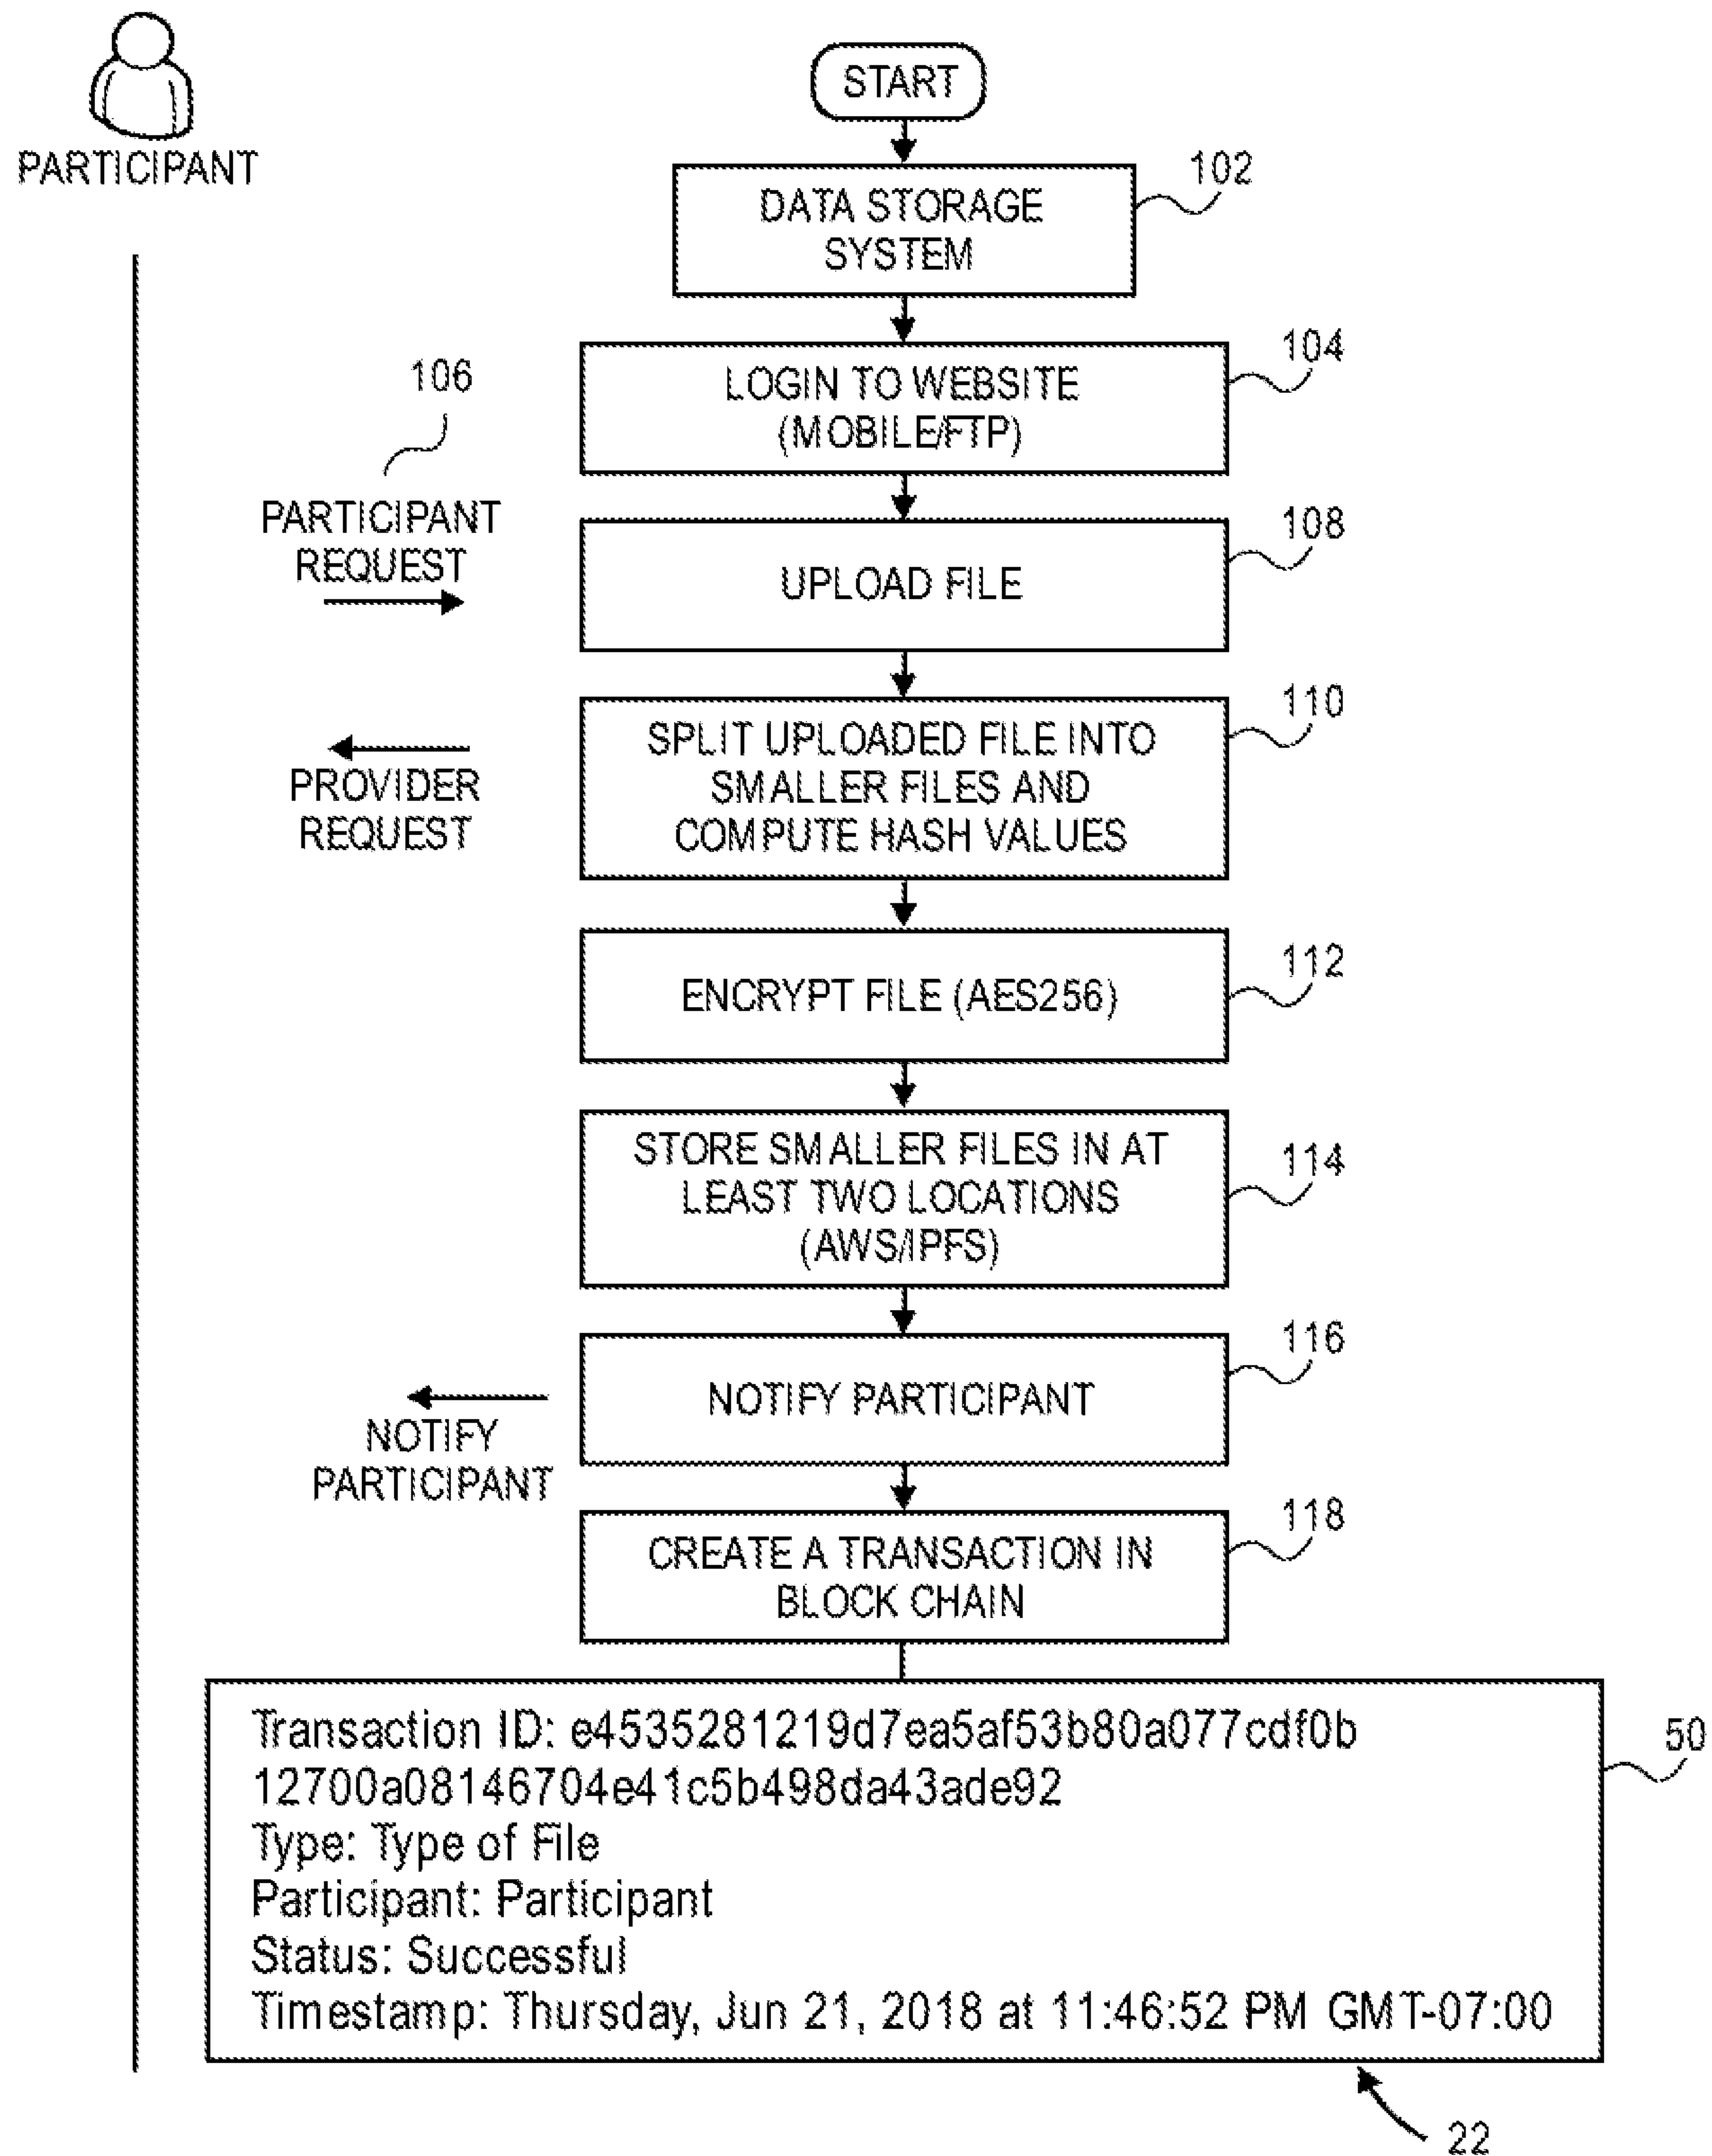 PARTICIPANT
START
102
DATA STORAGE
SYSTEM
104
LOGIN TO WEBSITE
(MOBILE/FTP)
106
PARTICIPANT
REQUEST
108
UPLOAD FILE
110
SPLIT UPLOADED FILE INTO
SMALLER FILES AND
COMPUTE HASH VALUES
PROVIDER
REQUEST
112
ENCRYPT FILE (AES256)
114
STORE SMALLER FILES IN AT
LEAST TWO LOCATIONS
(AWS/IPFS)
116
NOTIFY PARTICIPANT
NOTIFY
PARTICIPANT
118
CREATE A TRANSACTION IN
BLOCK CHAIN
50
Transaction ID: e4535281219d7ea5af53b80a077cdf0b
12700a08146704e41c5b498da43ade92
Type: Type of File
Participant: Participant
Status: Successful
Timestamp: Thursday, Jun 21, 2018 at 11:46:52 PM GMT-07:00
22